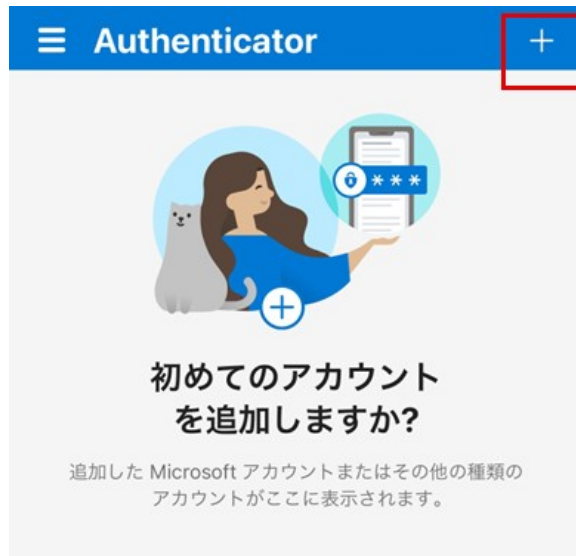 Authenticator
***
初めてのアカウント
を追加しますか?
追加した Microsoft アカウントまたはその他の種類の
アカウントがここに表示されます。